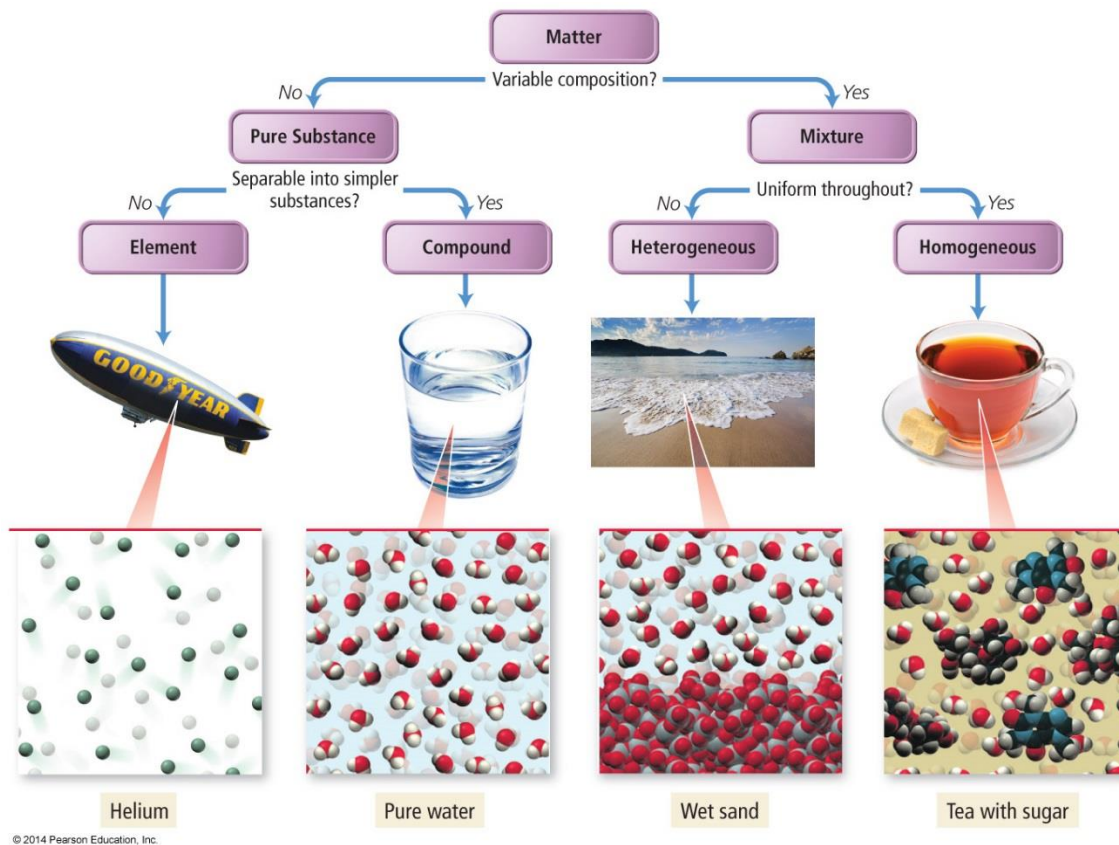 Matter
Variable composition?
No
Yes
Pure Substance
Mixture
Separable into simpler
substances?
Uniform throughout?
No
Yes
No
Yes
Element
Compound
Heterogeneous
Homogeneous
GOODYEAR
Helium
Pure water
Wet sand
Tea with sugar
© 2014 Pearson Education, Inc.